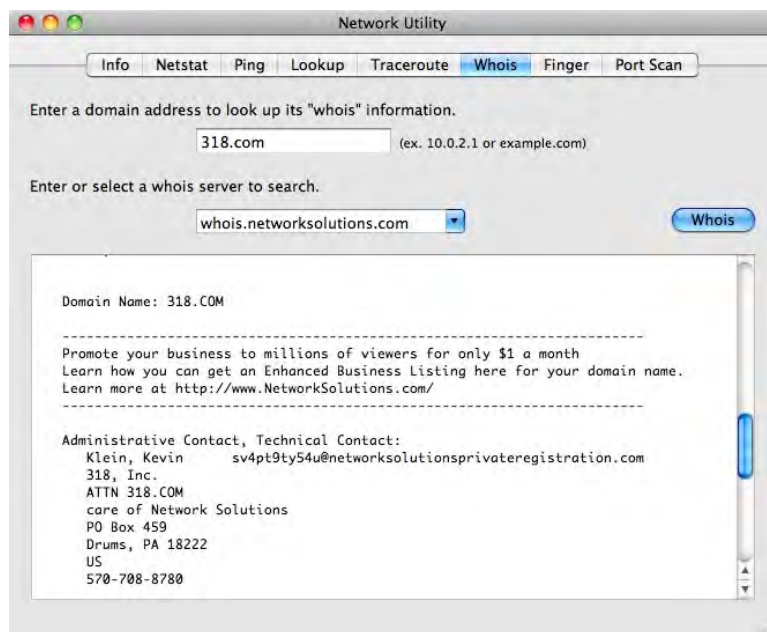 Network Utility
Info Netstat Ping Lookup Traceroute Whois Finger Port Scan
Enter a domain address to look up its "whois" information.
318.com (ex. 10.0.2.1 or example.com)
Enter or select a whois server to search.
whois.networksolutions.com Whois
Domain Name: 318.COM
------------------------------------------------------------------------
Promote your business to millions of viewers for only $1 a month
Learn how you can get an Enhanced Business Listing here for your domain name.
Learn more at http://www.NetworkSolutions.com/
------------------------------------------------------------------------
Administrative Contact, Technical Contact:
Klein, Kevin sv4pt9ty54u@networksolutionsprivateregistration.com
318, Inc.
ATTN 318.COM
care of Network Solutions
PO Box 459
Drums, PA 18222
US
570-708-8780